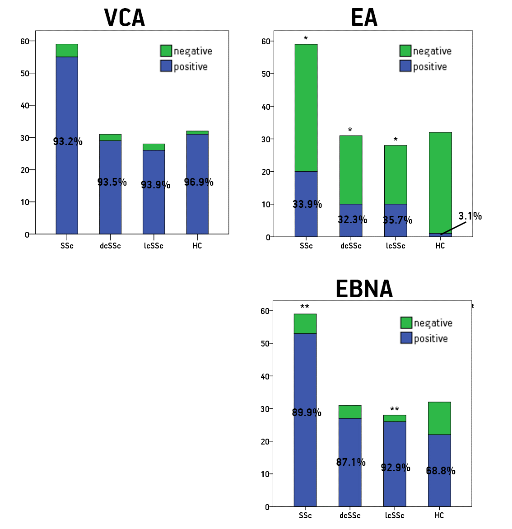 VCA
60
50
40
30
20
10
0
negative
positive
93.2%
93.5%
93.9%
96.9%
SSc
dcSSc
lcSSc
HC
EA
60
50
40
30
20
10
0
negative
positive
*
*
*
33.9%
32.3%
35.7%
3.1%
SSc
dcSSc
lcSSc
HC
EBNA
60
50
40
30
20
10
0
negative
positive
**
**
*
89.9%
87.1%
92.9%
68.8%
SSc
dcSSc
lcSSc
HC